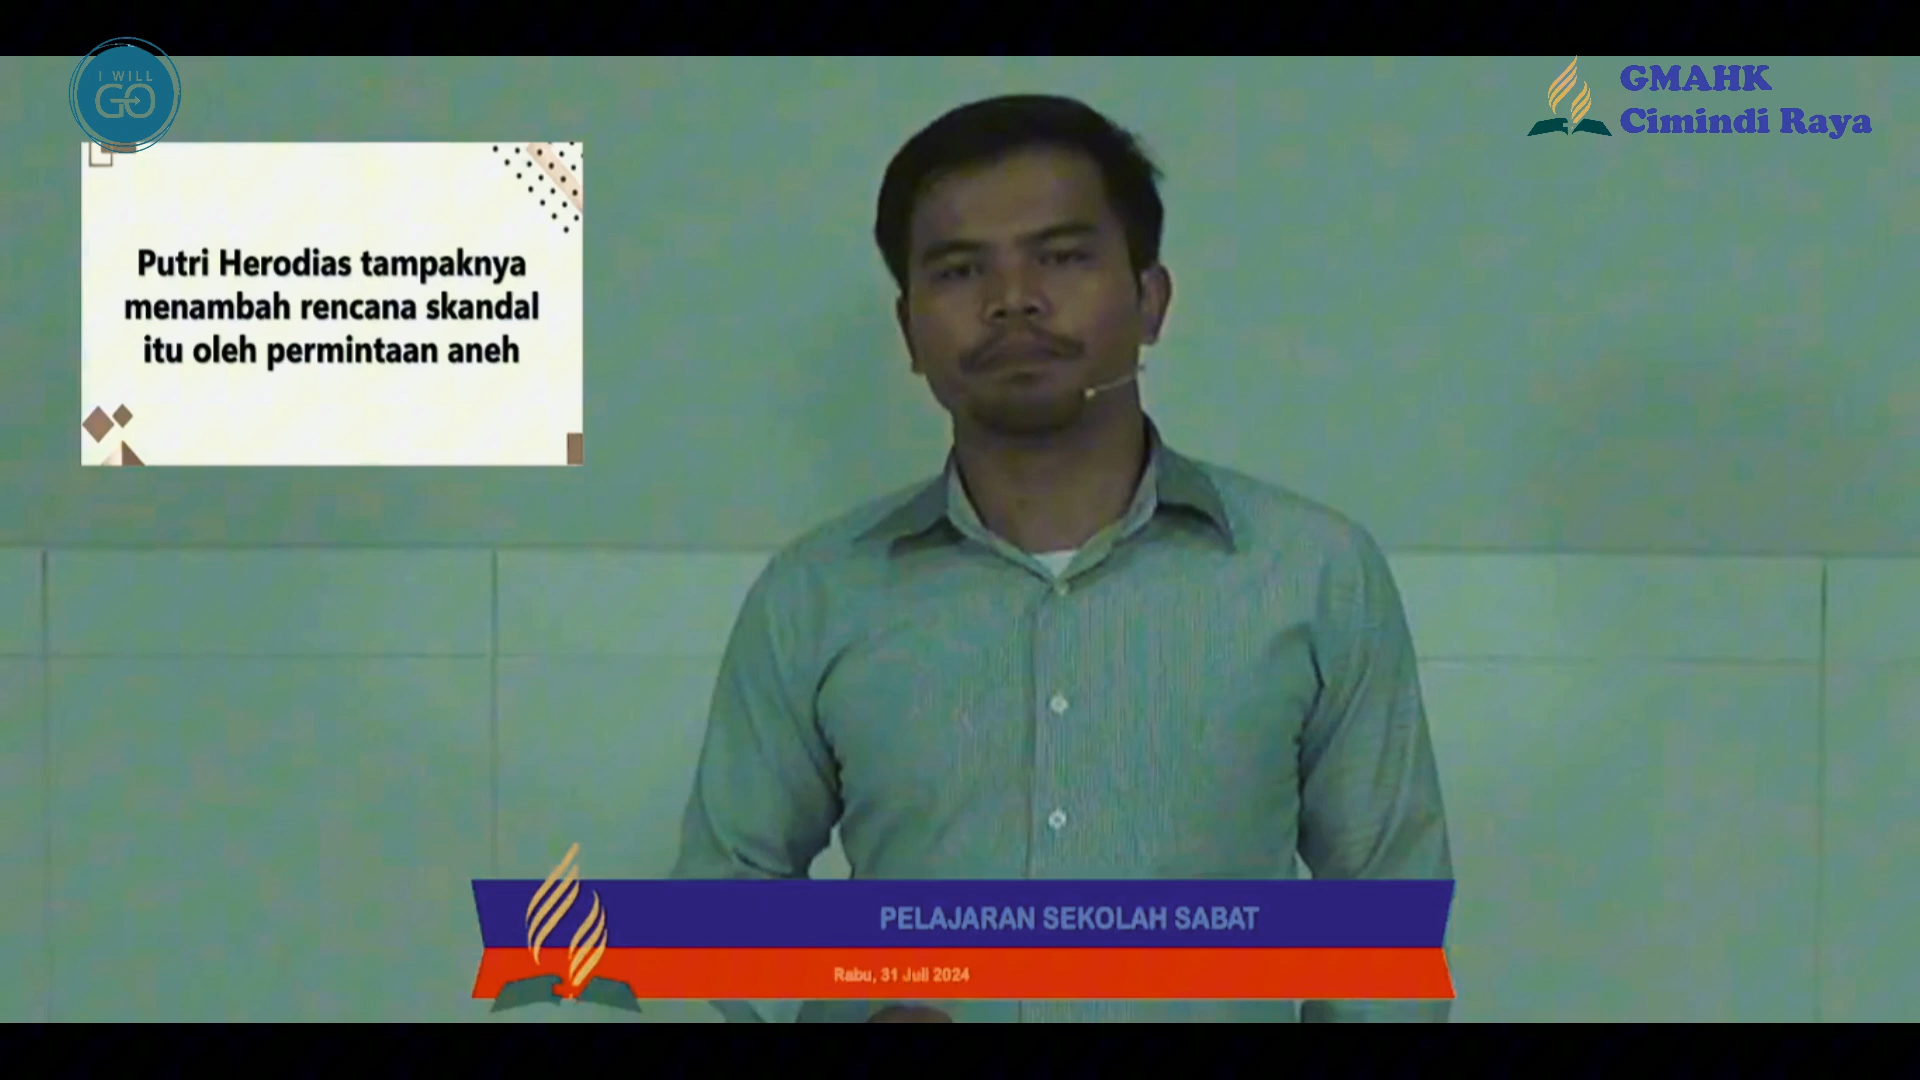 I WILL
GO
GMAHK
Cimindi Raya
Putri Herodias tampaknya
menambah rencana skandal
itu oleh permintaan aneh
PELAJARAN SEKOLAH SABAT
Rabu, 31 Juli 2024